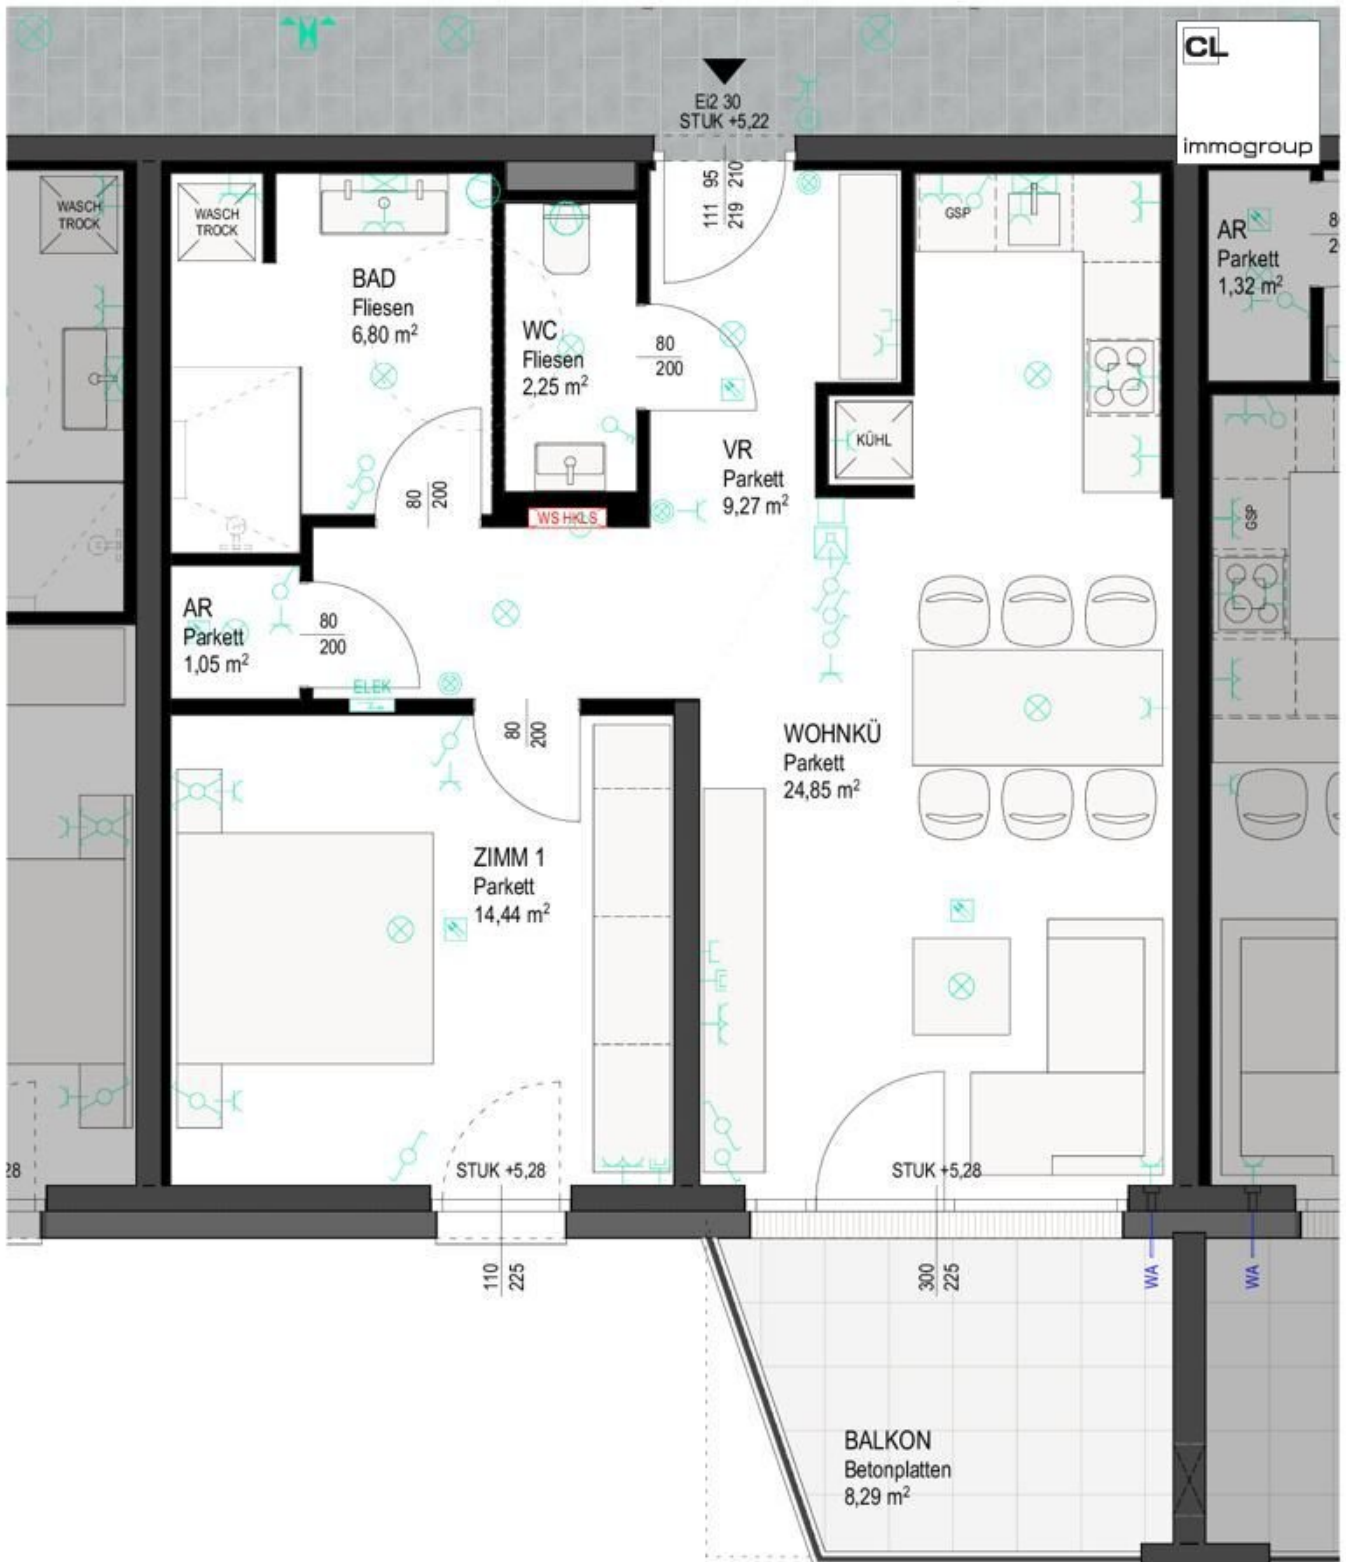 CL
immogroup
Ei2 30
STUK +5,22
95
111
210
219
WASCH
TROCK
WASCH
TROCK
GSP
BAD
Fliesen
6,80 m²
WC
Fliesen
2,25 m²
80
200
AR
Parkett
1,32 m²
KÜHL
VR
Parkett
9,27 m²
80
200
WS HKLS
GSP
AR
Parkett
1,05 m²
80
200
ELEK
80
200
WOHNKÜ
Parkett
24,85 m²
ZIMM 1
Parkett
14,44 m²
28
STUK +5,28
STUK +5,28
110
225
300
225
WA
WA
BALKON
Betonplatten
8,29 m²